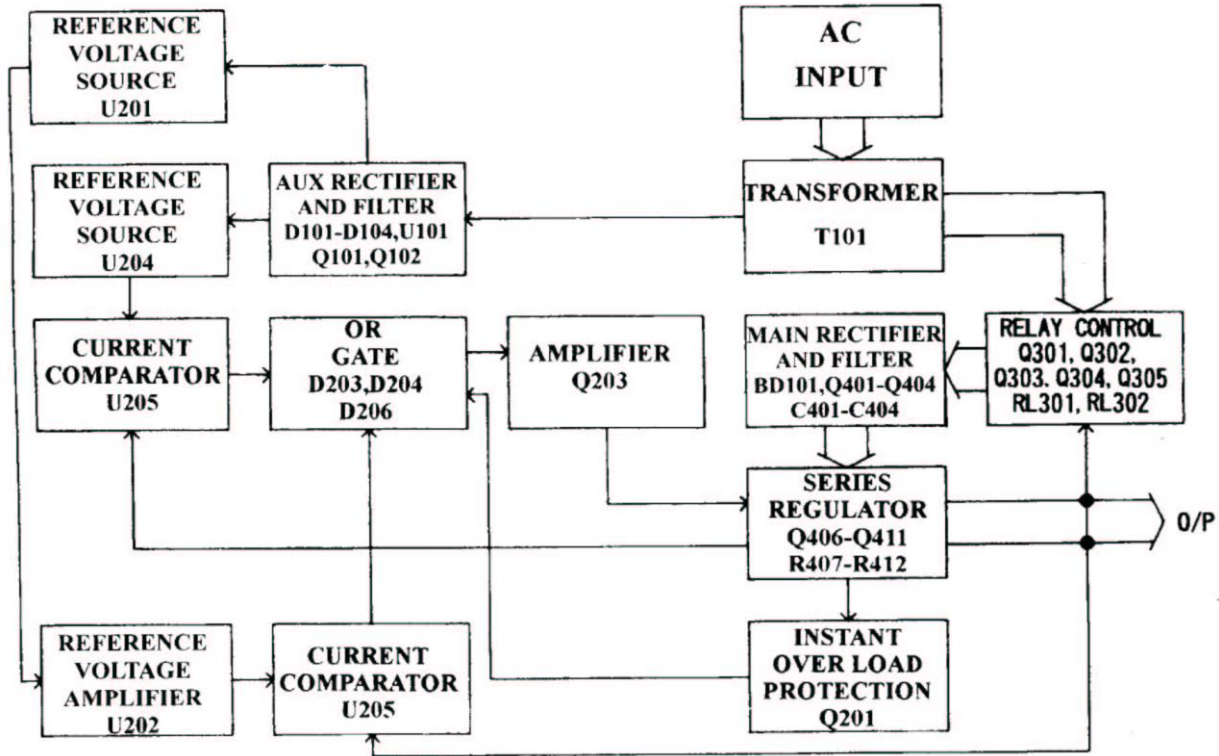 REFERENCE
VOLTAGE
SOURCE
U201
AC
INPUT
REFERENCE
VOLTAGE
SOURCE
U204
AUX RECTIFIER
AND FILTER
D101-D104,U101
Q101,Q102
TRANSFORMER
T101
CURRENT
COMPARATOR
U205
OR
GATE
D203,D204
D206
AMPLIFIER
Q203
MAIN RECTIFIER
AND FILTER
BD101,Q401-Q404
C401-C404
RELAY CONTROL
Q301, Q302,
Q303. Q304, Q305
RL301, RL302
SERIES
REGULATOR
Q406-Q411
R407-R412
O/P
REFERENCE
VOLTAGE
AMPLIFIER
U202
CURRENT
COMPARATOR
U205
INSTANT
OVER LOAD
PROTECTION
Q201